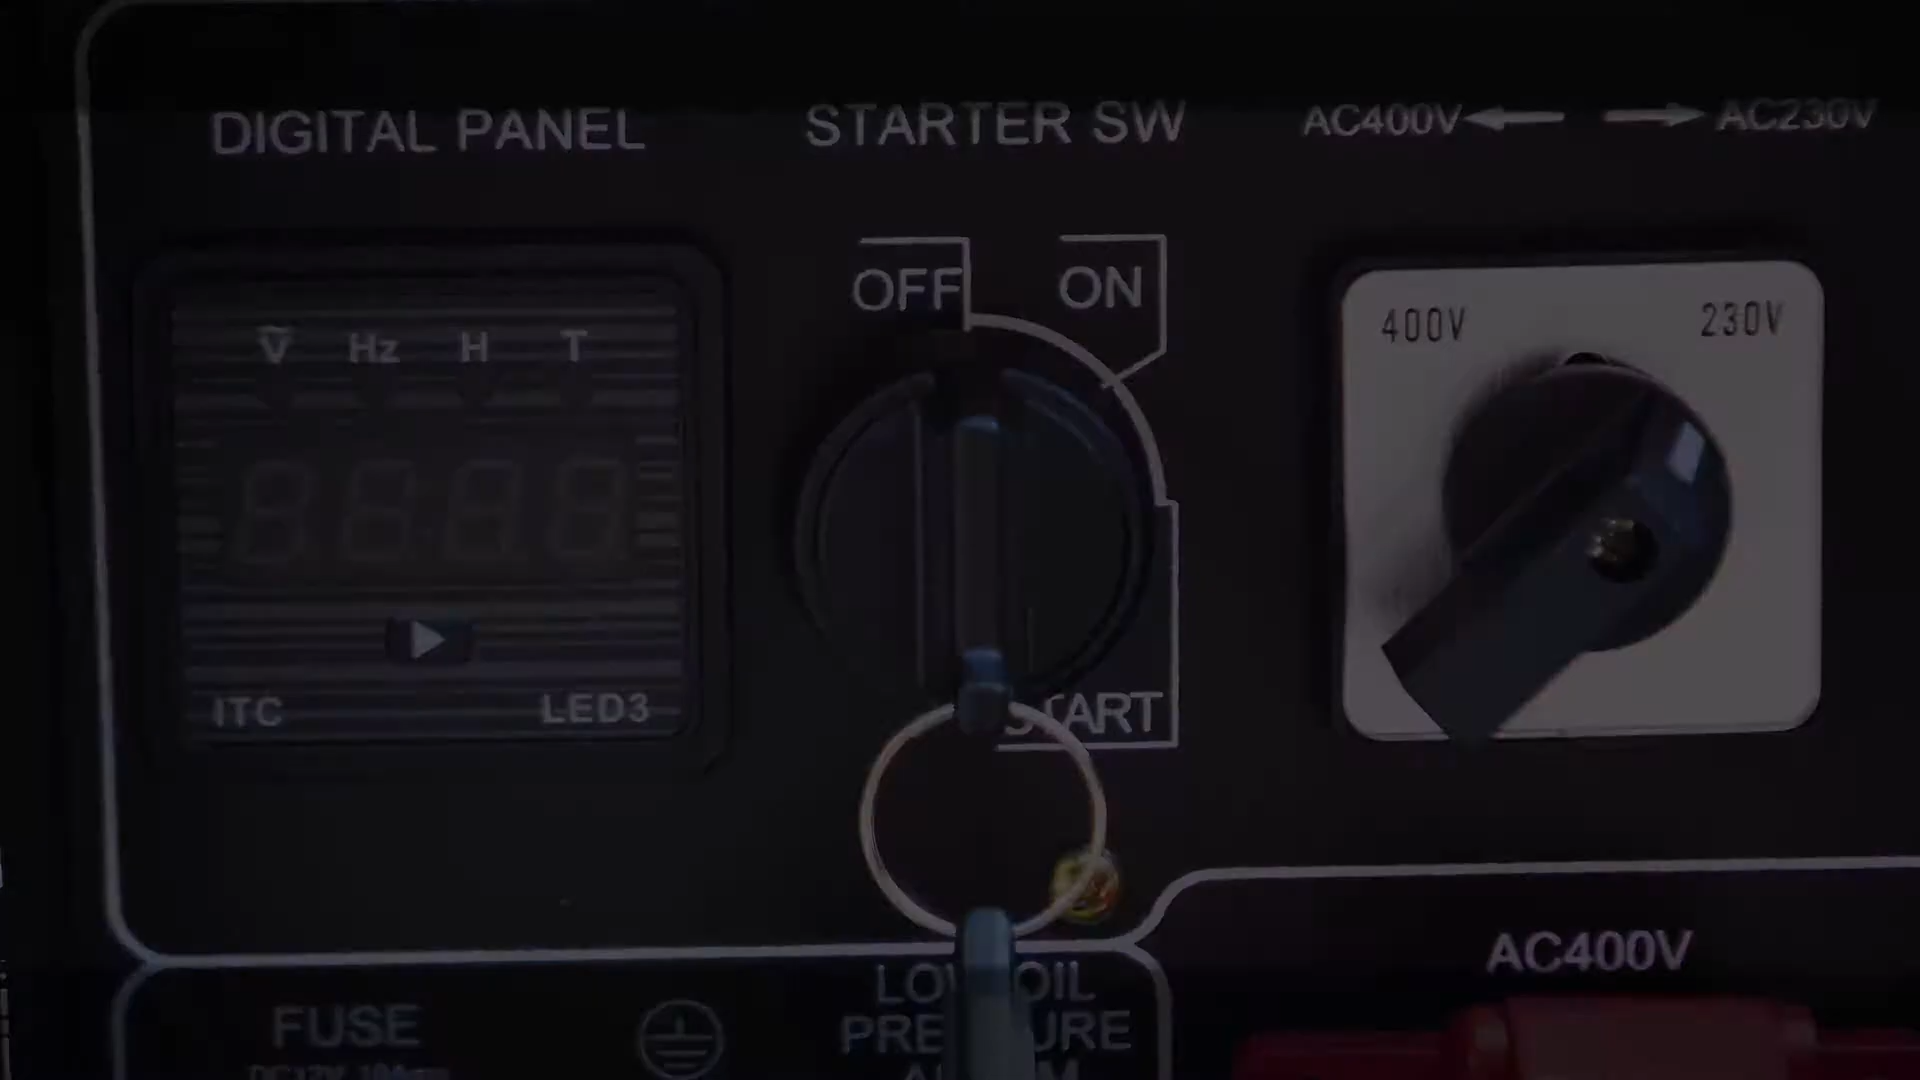 DIGITAL PANEL
STARTER SW
AC400V
AC230V
OFF
ON
400V
230V
V
Hz
H
T
ITC
LED3
START
AC400V
FUSE
LOW OIL
PRESSURE
ALARM